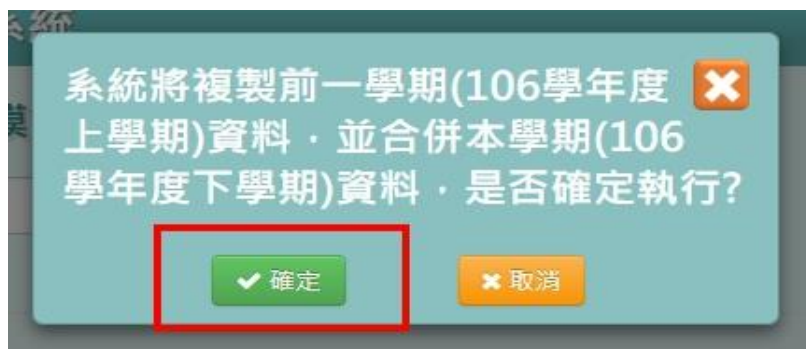 系統
系統將複製前一學期(106學年度
上學期)資料，並合併本學期(106
學年度下學期)資料，是否確定執行?
確定
取消